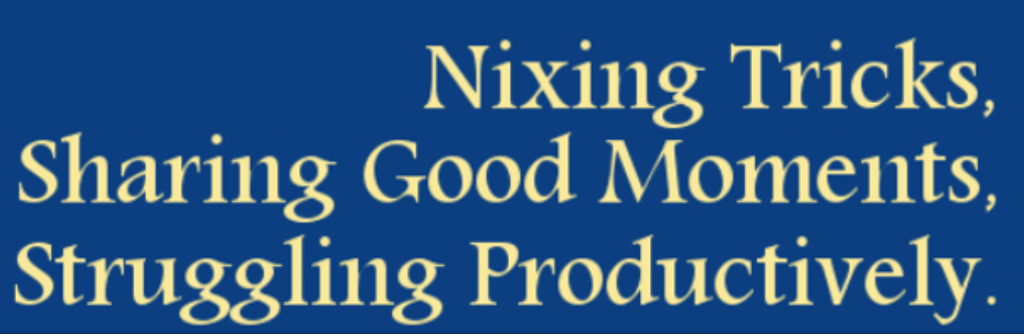 Nixing Tricks,
Sharing Good Moments,
Struggling Productively.